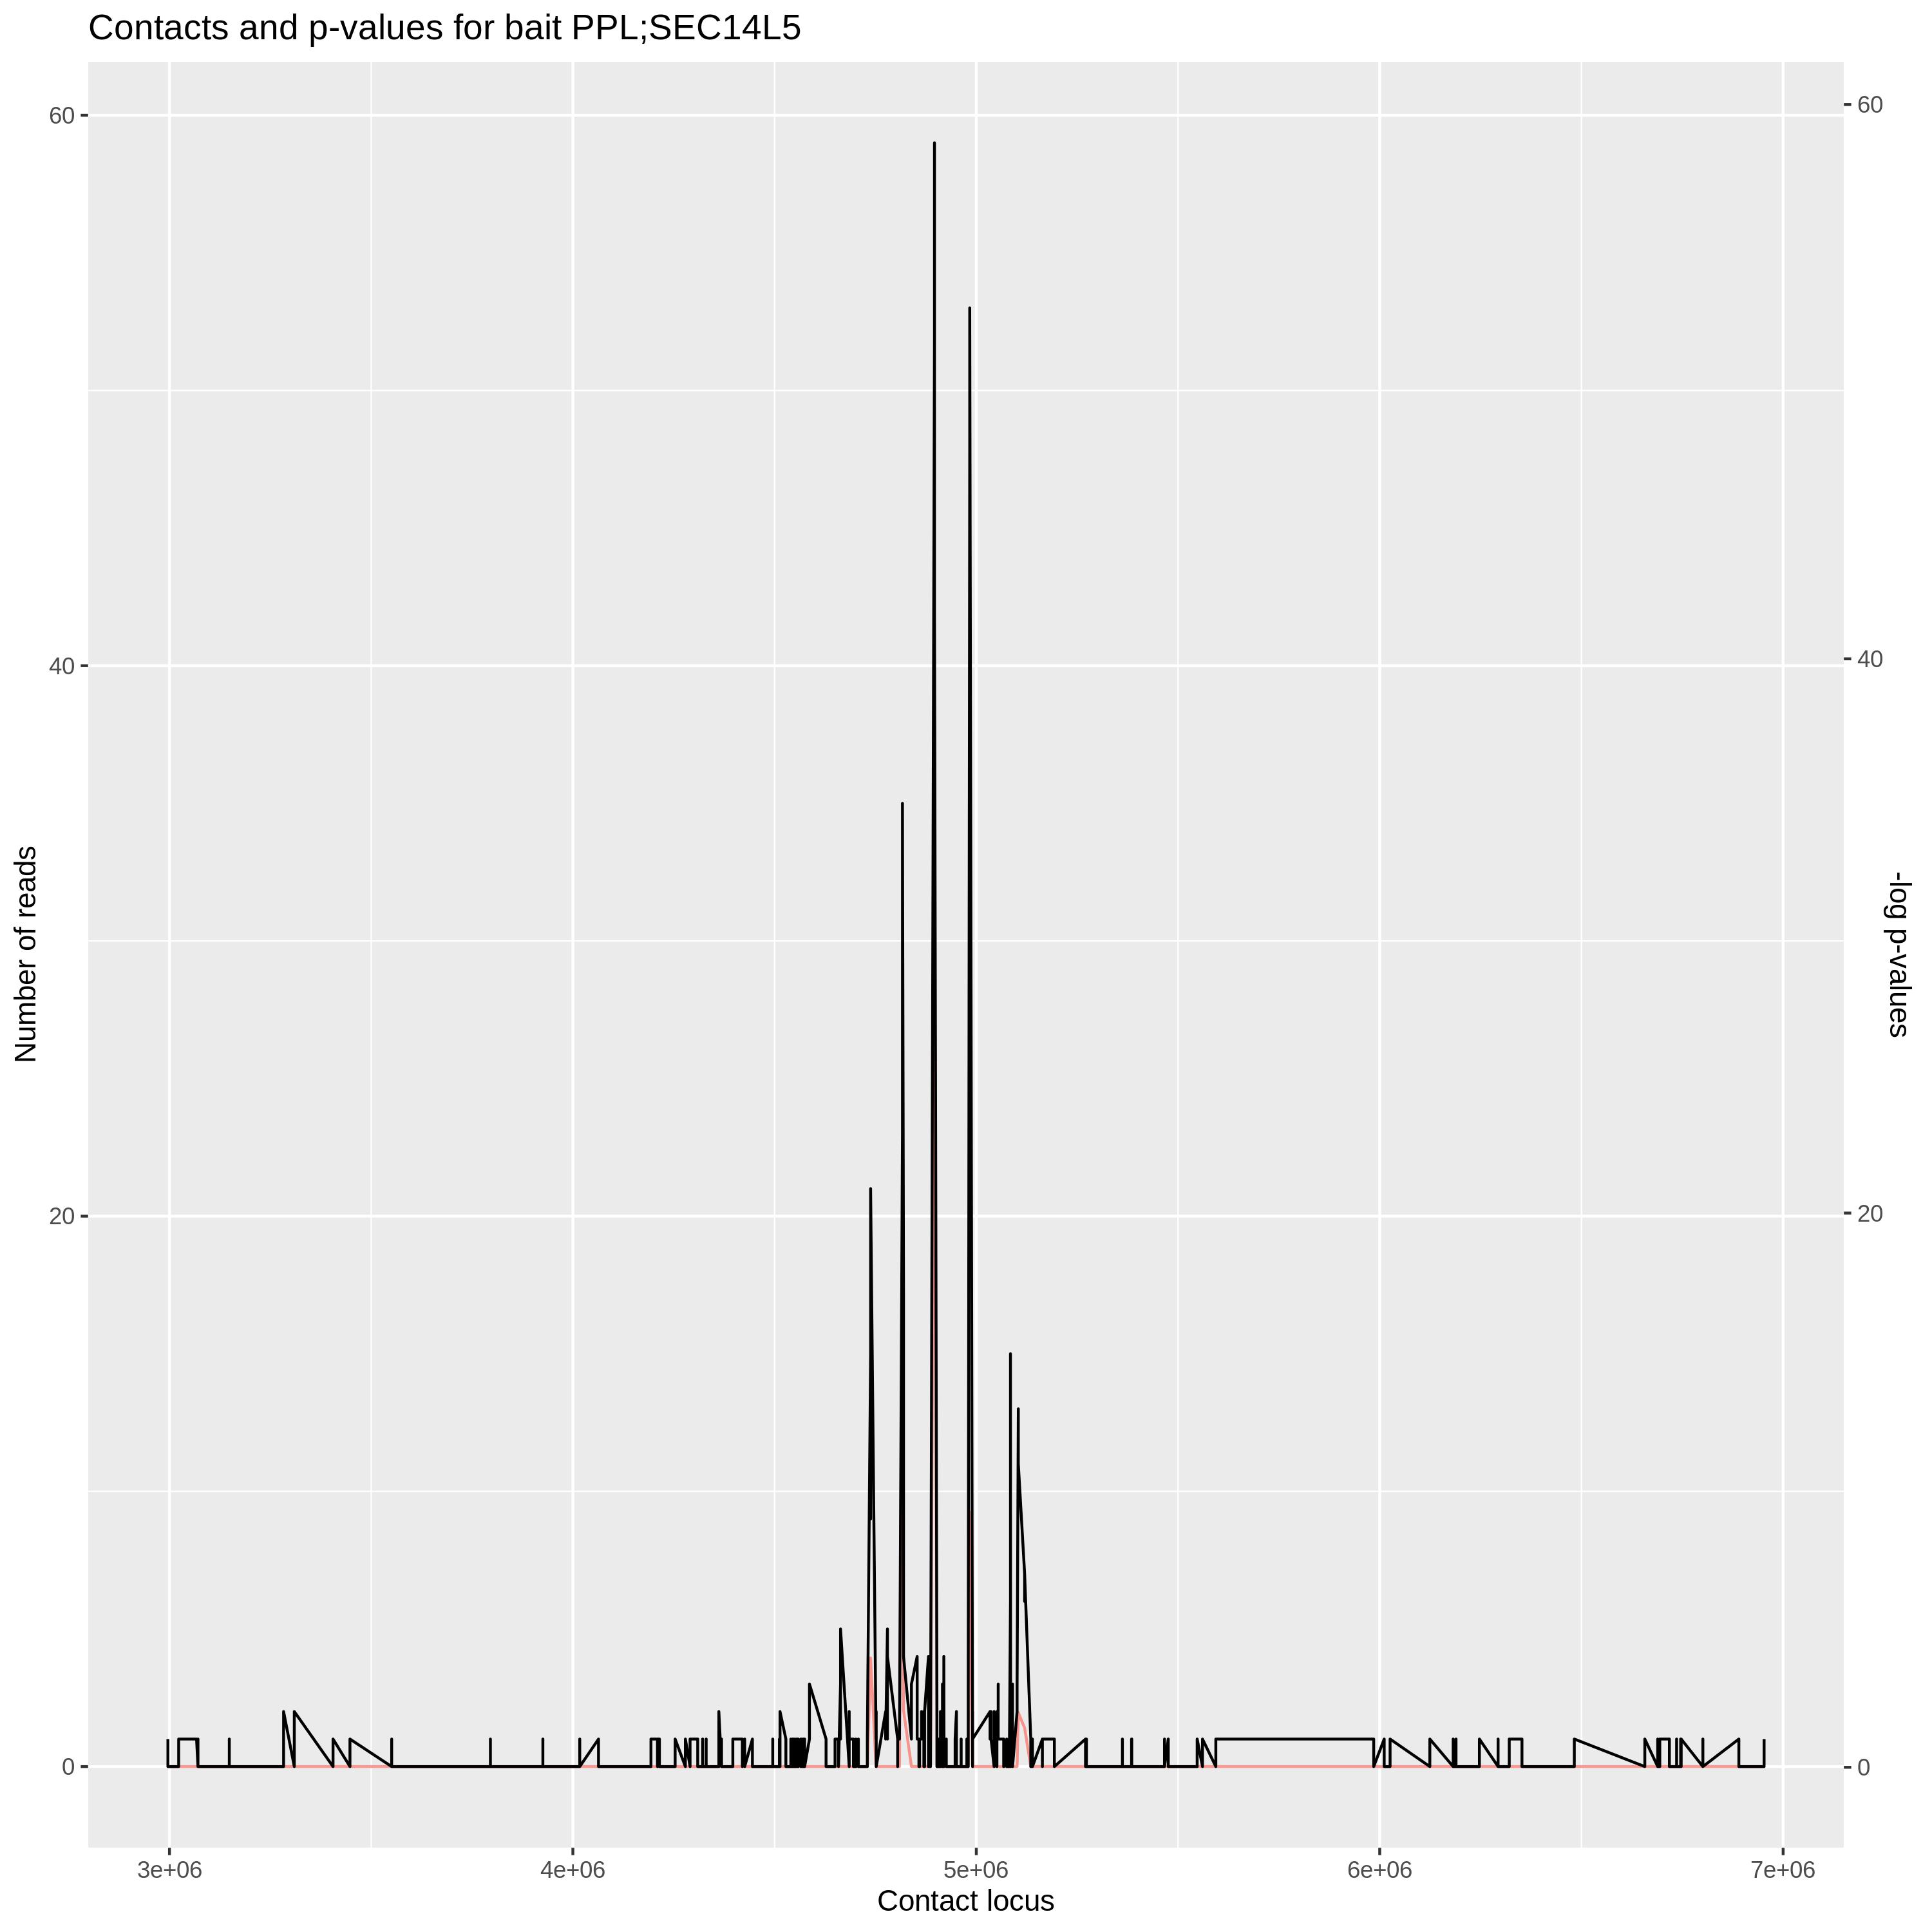 Contacts and p-values for bait PPL;SEC14L5
60
40
20
0
Number of reads
60
40
20
0
-log p-values
3e+06
4e+06
5e+06
6e+06
7e+06
Contact locus